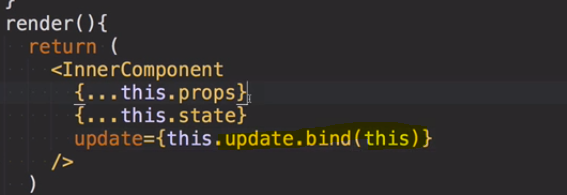 }
render(){
return (
<InnerComponent
{...this.props}
{...this.state}
update={this.update.bind(this)}
/>
)